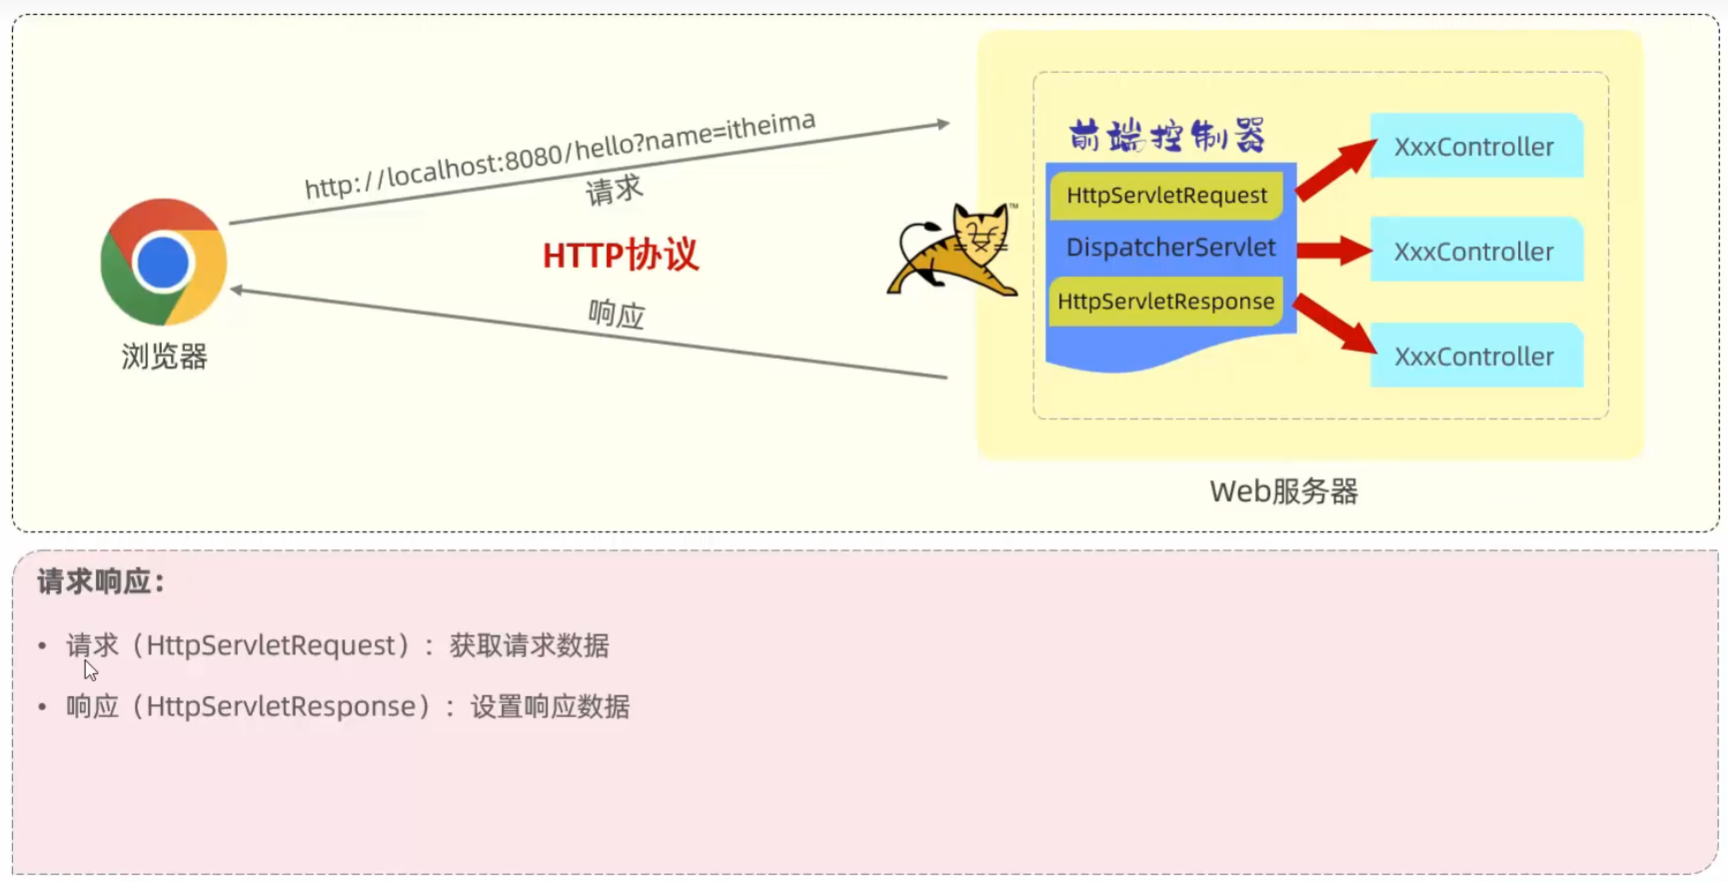 http://localhost:8080/hello?name=itheima
请求
HTTP协议
响应
浏览器
前端控制器
HttpServletRequest
DispatcherServlet
HttpServletResponse
XxxController
XxxController
XxxController
TM
Web服务器
请求响应：
• 请求（HttpServletRequest）：获取请求数据
• 响应（HttpServletResponse）：设置响应数据